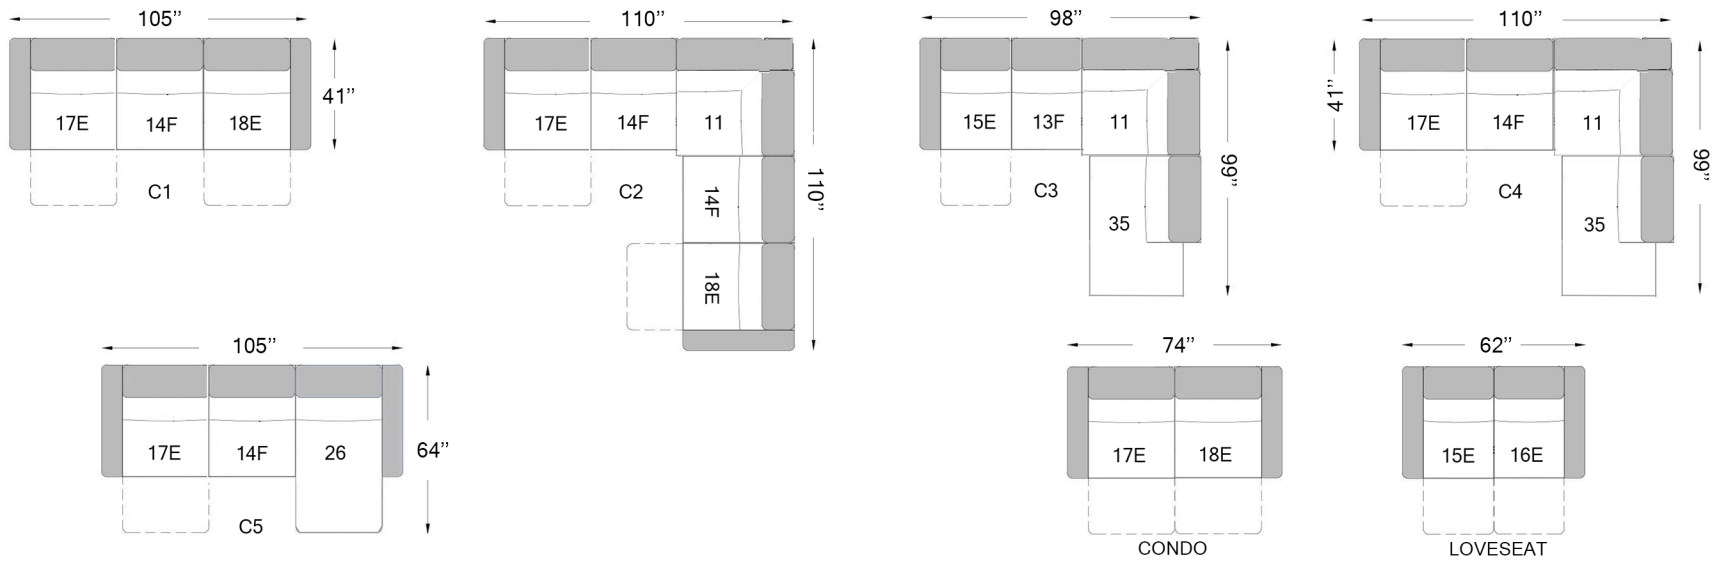 105’’
41’’
17E
14F
18E
C1
110’’
110’’
17E
14F
11
14F
18E
C2
98’’
99’’
15E
13F
11
35
C3
110’’
41’’
99’’
17E
14F
11
35
C4
105’’
64’’
17E
14F
26
C5
74’’
17E
18E
CONDO
62’’
15E
16E
LOVESEAT